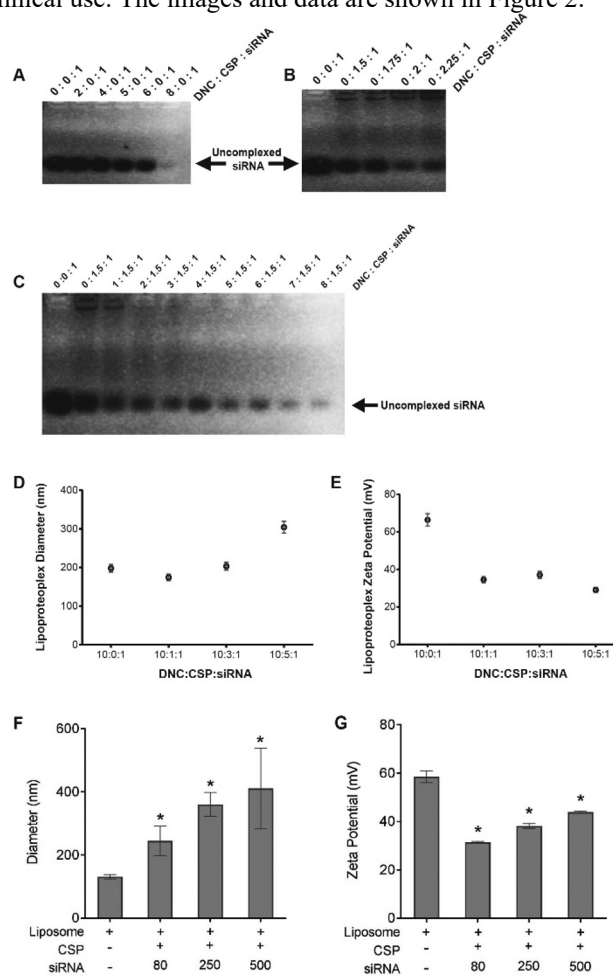 nical use. The images and data are shown in Figure 2.
A
0 : 0 : 1
2 : 0 : 1
4 : 0 : 1
5 : 0 : 1
6 : 0 : 1
8 : 0 : 1
DNC : CSP : siRNA
B
0 : 0 : 1
0 : 1.5 : 1
0 : 1.75 : 1
0 : 2 : 1
0 : 2.25 : 1
DNC : CSP : siRNA
Uncomplexed
siRNA
C
0:0 : 1
0 : 1.5 : 1
1 : 1.5 : 1
2 : 1.5 : 1
3 : 1.5 : 1
4 : 1.5 : 1
5 : 1.5 : 1
6 : 1.5 : 1
7 : 1.5 : 1
8 : 1.5 : 1
DNC : CSP : siRNA
Uncomplexed siRNA
D
Lipoproteoplex Diameter (nm)
400
300
200
100
0
10:0:1 10:1:1 10:3:1 10:5:1
DNC:CSP:siRNA
E
Lipoproteoplex Zeta Potential (mV)
80
60
40
20
0
10:0:1 10:1:1 10:3:1 10:5:1
DNC:CSP:siRNA
F
Diameter (nm)
600
400
200
0
* * *
Liposome + + + +
CSP - + + +
siRNA - 80 250 500
G
Zeta Potential (mV)
80
60
40
20
0
* * *
Liposome + + + +
CSP - + + +
siRNA - 80 250 500